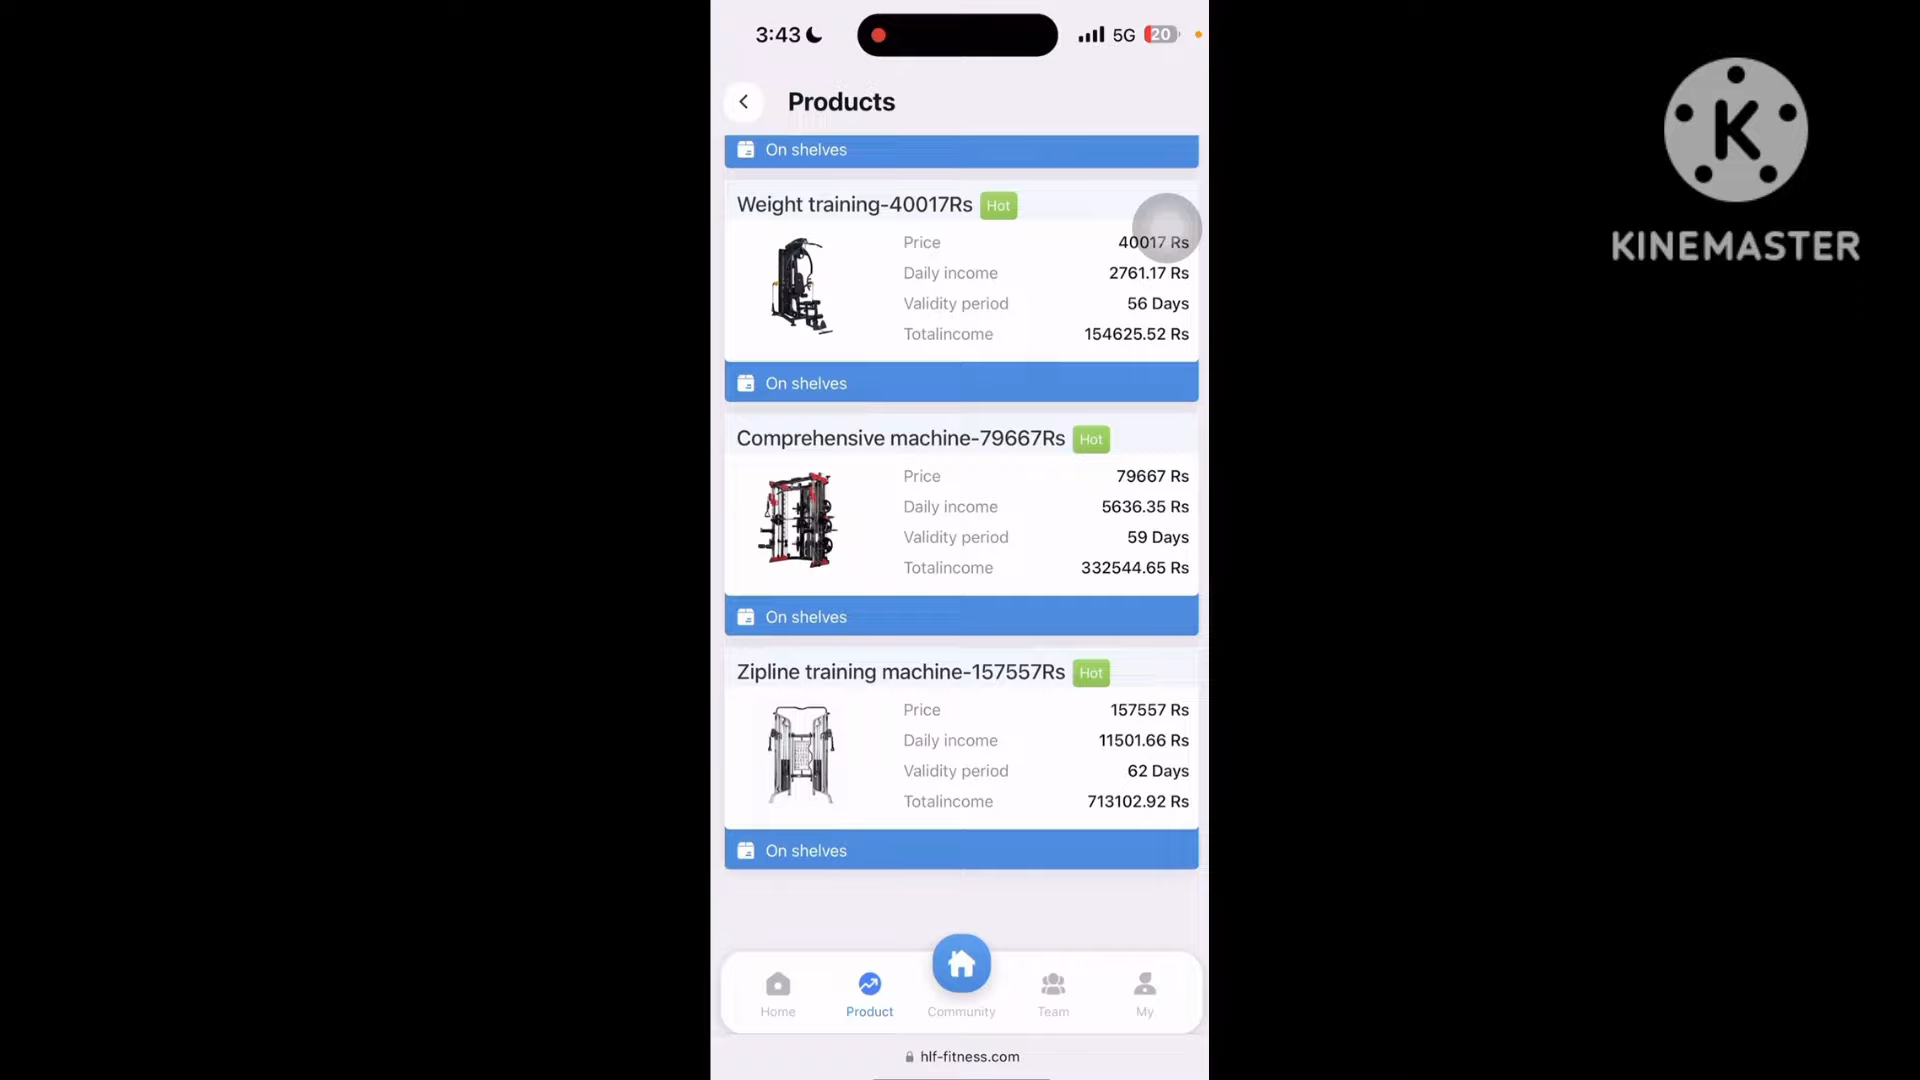 3:43
5G 20
Products
On shelves
Weight training-40017Rs Hot
Price 40017 Rs
Daily income 2761.17 Rs
Validity period 56 Days
Totalincome 154625.52 Rs
On shelves
Comprehensive machine-79667Rs Hot
Price 79667 Rs
Daily income 5636.35 Rs
Validity period 59 Days
Totalincome 332544.65 Rs
On shelves
Zipline training machine-157557Rs Hot
Price 157557 Rs
Daily income 11501.66 Rs
Validity period 62 Days
Totalincome 713102.92 Rs
On shelves
Home Product Community Team My
hlf-fitness.com
K
KINEMASTER